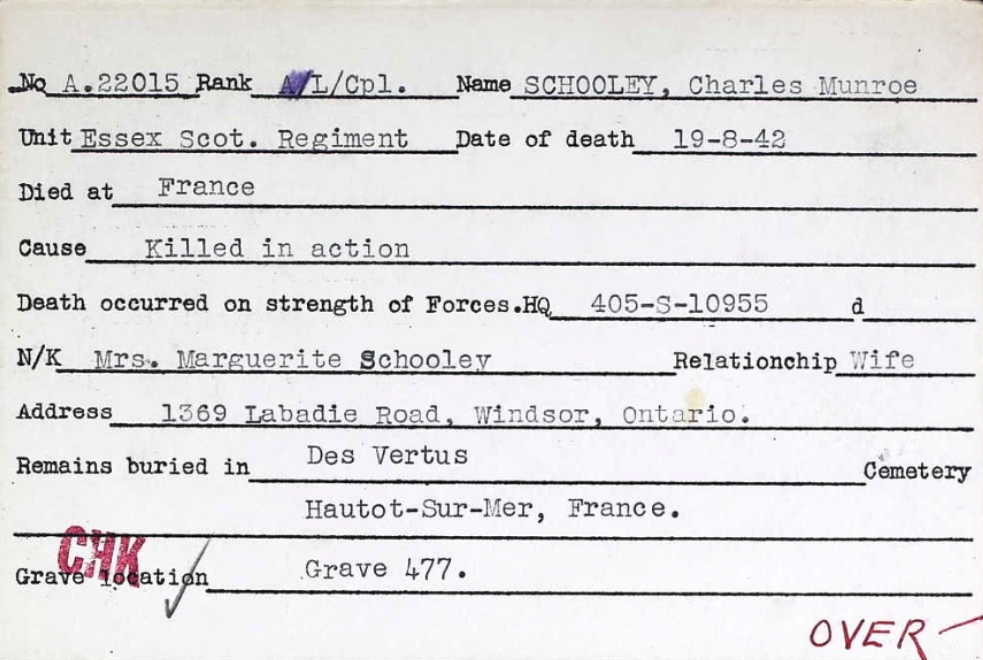 No A.22015 Rank A/L/Cpl. Name SCHOOLEY, Charles Munroe
Unit Essex Scot. Regiment Date of death 19-8-42
Died at France
Cause Killed in action
Death occurred on strength of Forces.HQ 405-S-10955 d
N/K Mrs. Marguerite Schooley Relationship Wife
Address 1369 Labadie Road, Windsor, Ontario.
Remains buried in Des Vertus Cemetery
Hautot-Sur-Mer, France.
CHK
Grave location Grave 477.
OVER